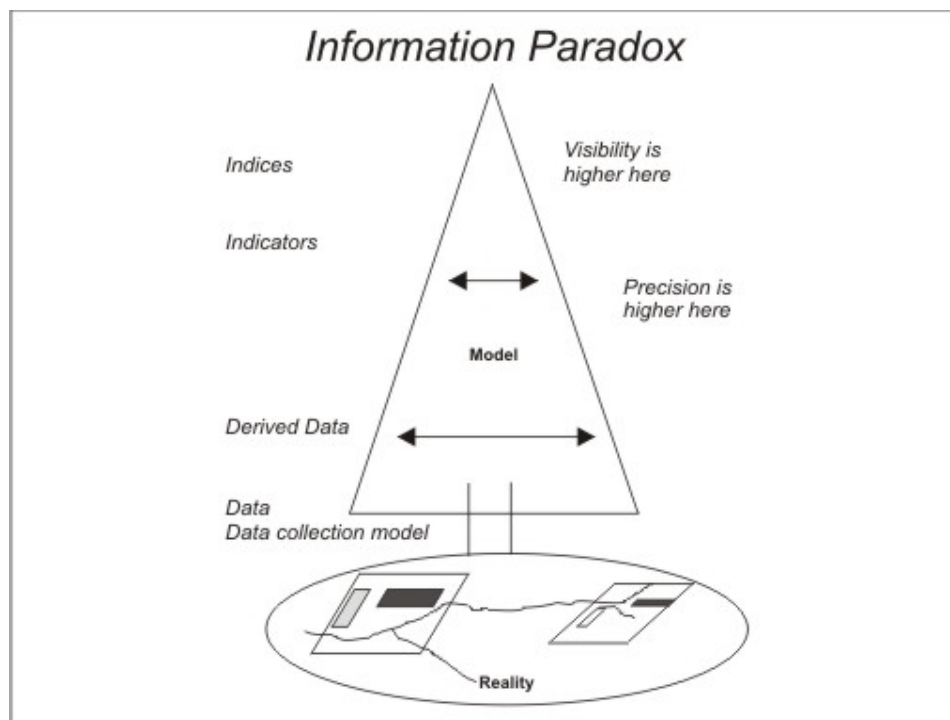 Information Paradox
Indices
Visibility is
higher here
Indicators
Precision is
higher here
Model
Derived Data
Data
Data collection model
Reality